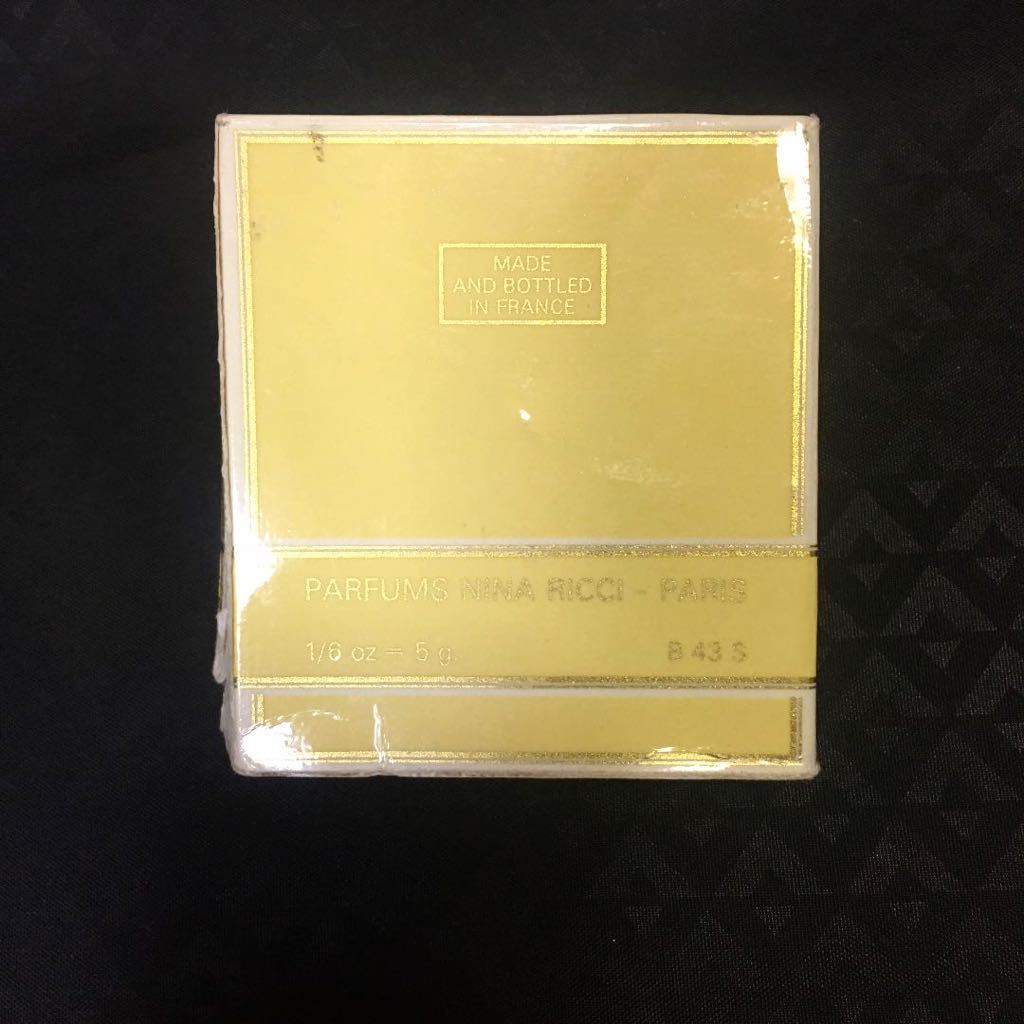 MADE
AND BOTTLED
IN FRANCE
PARFUMS NINA RICCI - PARIS
1/6 oz = 5 g.
B 43 S